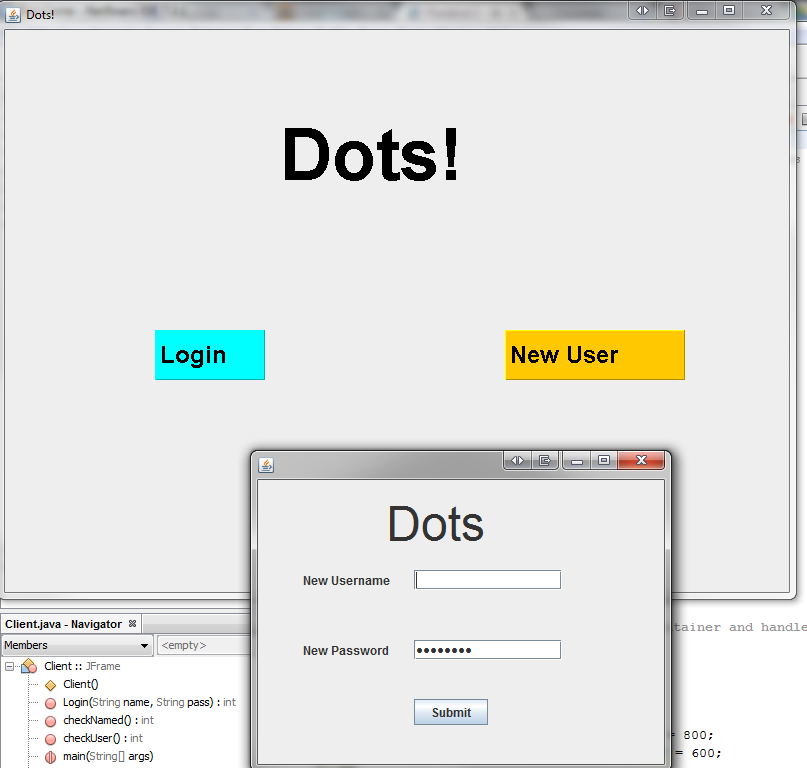 Dots!
Dots!
Login
New User
Dots
New Username
New Password
••••••••
Submit
Client.java - Navigator
Members
<empty>
Client :: JFrame
Client()
Login(String name, String pass) : int
checkNamed() : int
checkUser() : int
main(String[] args)
tainer and handle
= 800;
= 600;